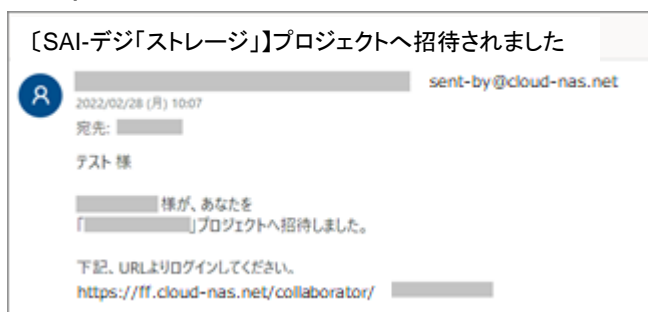 〔SAI-デジ「ストレージ」】プロジェクトへ招待されました
sent-by@cloud-nas.net
2022/02/28 (月) 10:07
宛先:
テスト 様
様が、あなたを
「 」プロジェクトへ招待しました。
下記、URLよりログインしてください。
https://ff.cloud-nas.net/collaborator/